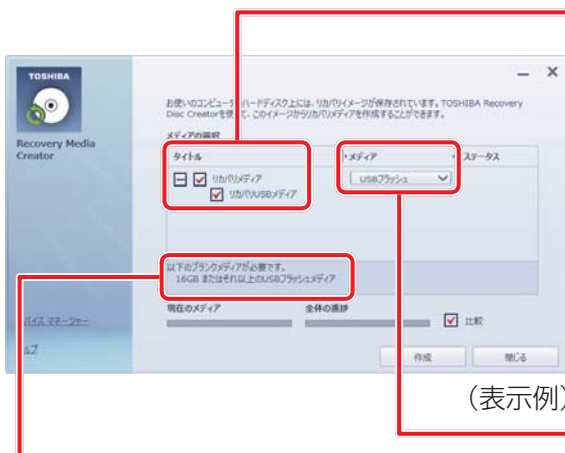 TOSHIBA
Recovery Media
Creator
お使いのコンピュータのハードディスク上には、リカバリイメージが保存されています。TOSHIBA Recovery
Disc Creatorを使って、このイメージからリカバリメディアを作成することができます。
メディアの選択
タイトル メディア ステータス
リカバリメディア USBフラッシュ
リカバリUSBメディア
以下のブランクメディアが必要です。
16GB またはそれ以上のUSBフラッシュメディア
現在のメディア 全体の進捗
バイス マネージャー
比較
ルプ
作成 閉じる
(表示例)